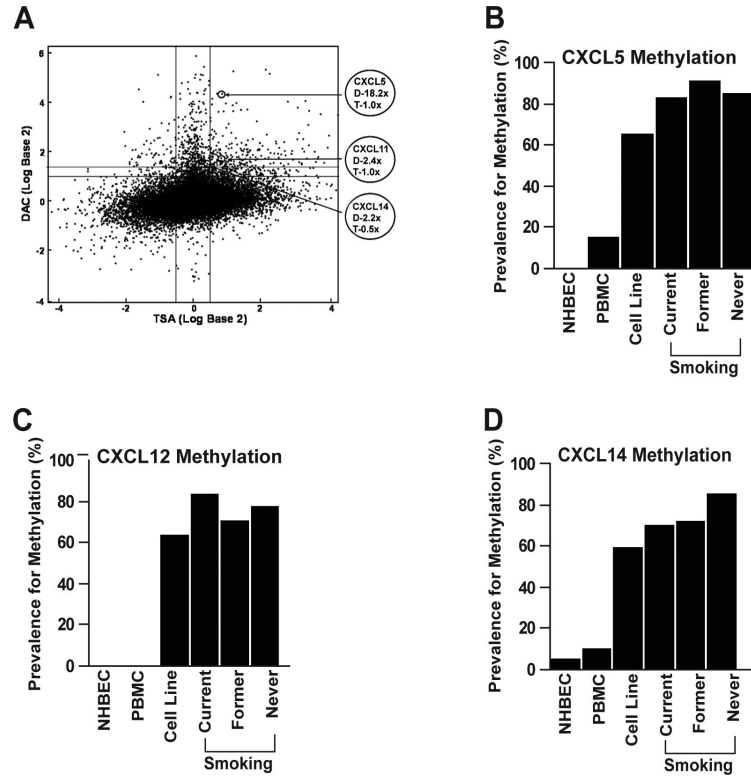 A
DAC (Log Base 2)
6
4
2
0
-2
-4
-4
-2
0
2
4
TSA (Log Base 2)
CXCL5
D-18.2x
T-1.0x
CXCL11
D-2.4x
T-1.0x
CXCL14
D-2.2x
T-0.5x
B
CXCL5 Methylation
Prevalence for Methylation (%)
100
80
60
40
20
0
NHBEC
PBMC
Cell Line
Current
Former
Never
Smoking
C
CXCL12 Methylation
Prevalence for Methylation (%)
100
80
60
40
20
0
NHBEC
PBMC
Cell Line
Current
Former
Never
Smoking
D
CXCL14 Methylation
Prevalence for Methylation (%)
100
80
60
40
20
0
NHBEC
PBMC
Cell Line
Current
Former
Never
Smoking